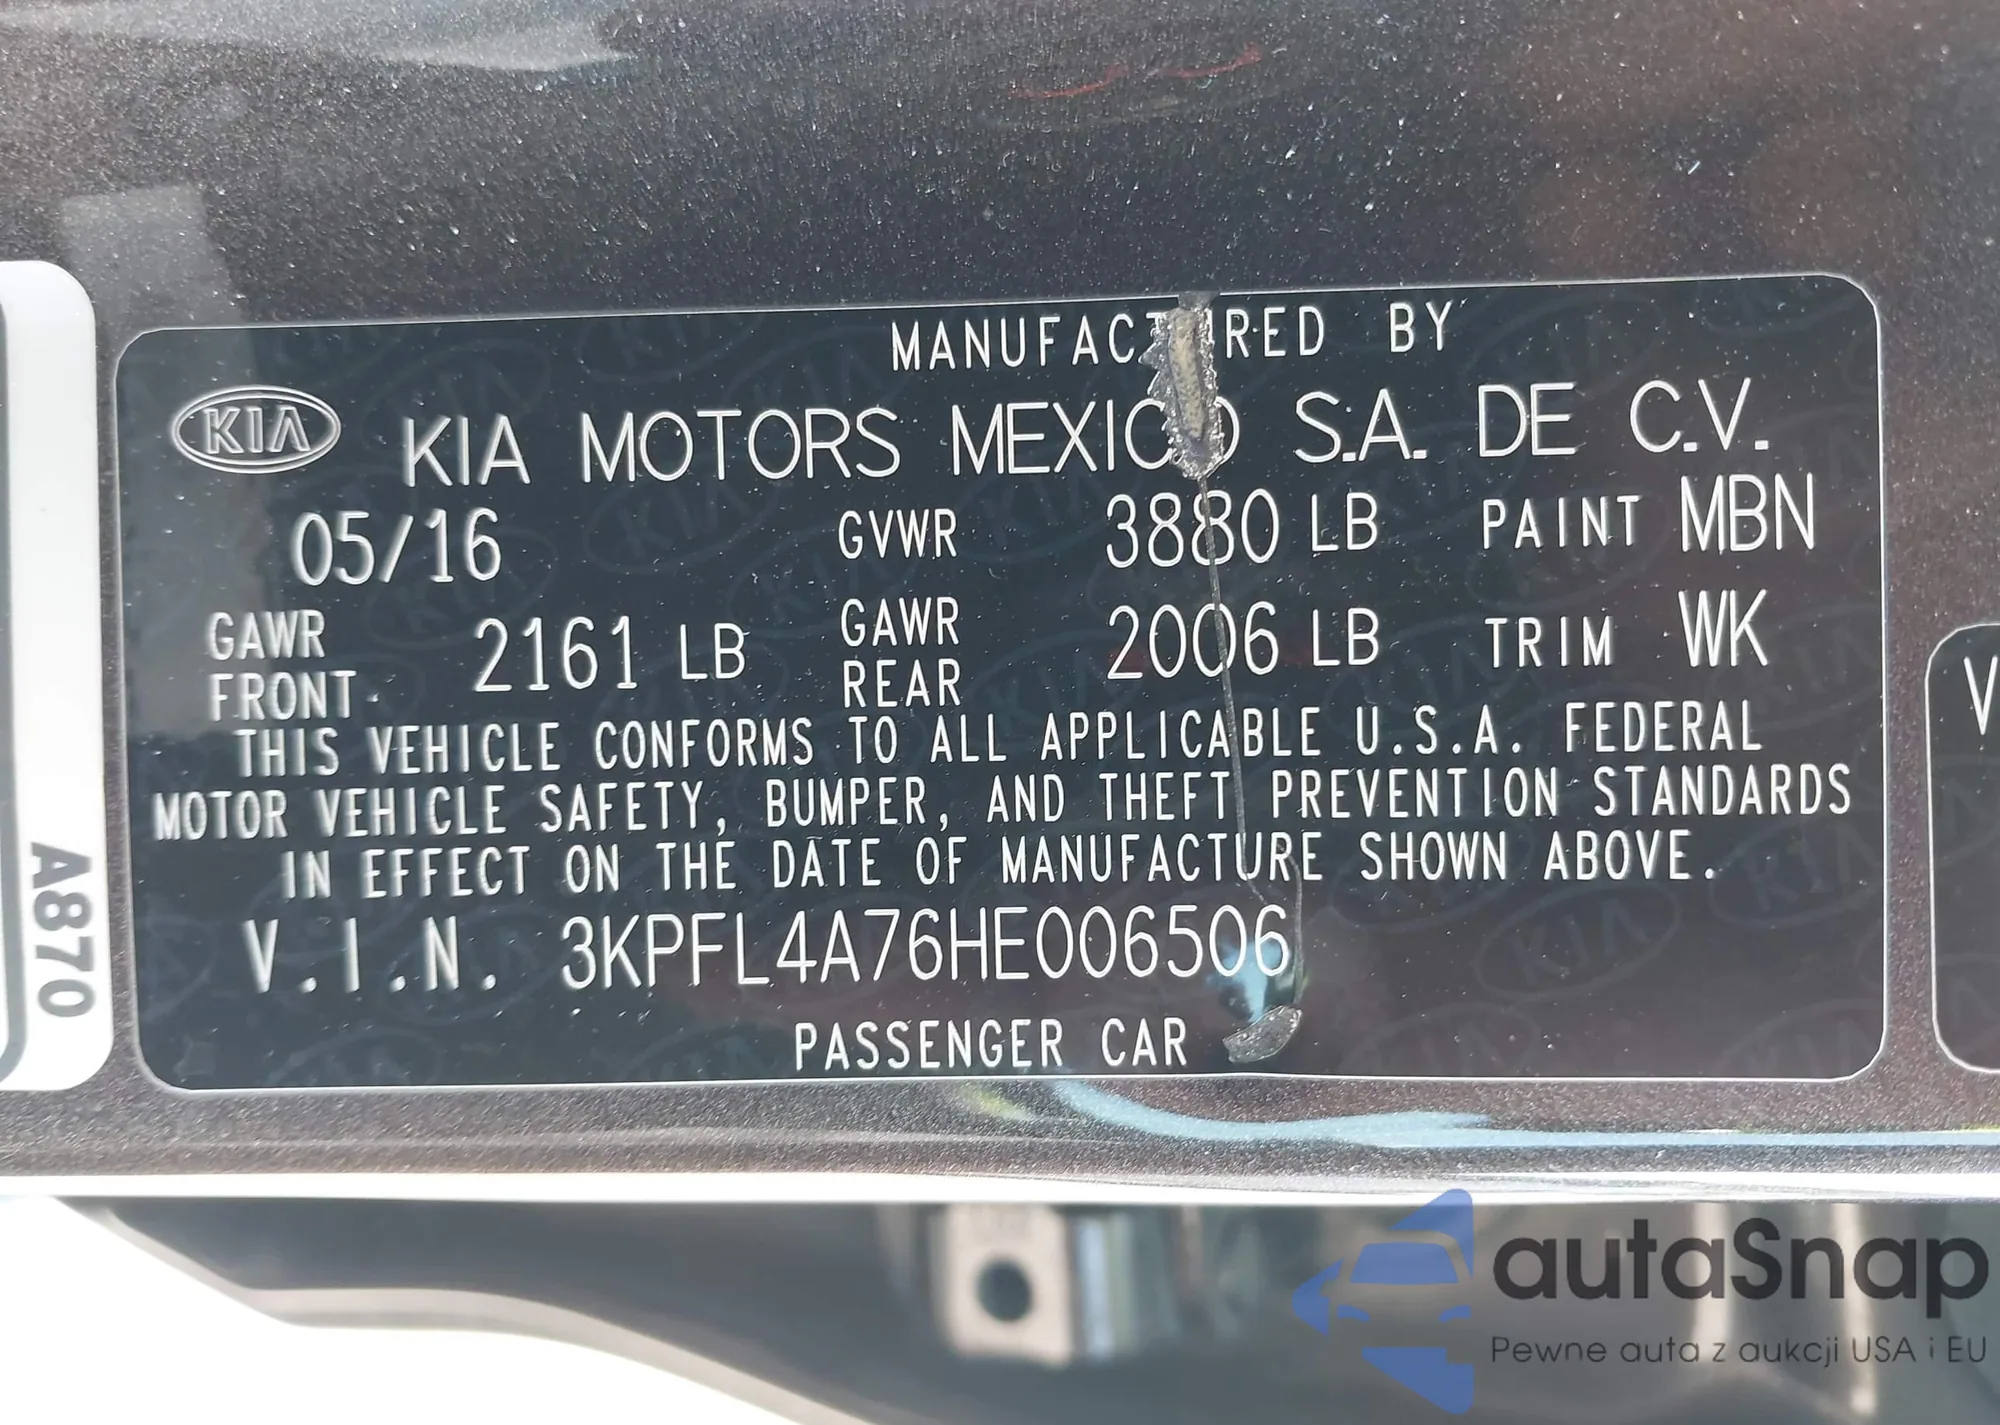 MANUFACTURED BY
KIA KIA MOTORS MEXICO S.A. DE C.V.
05/16 GVWR 3880 LB PAINT MBN
GAWR FRONT 2161 LB GAWR REAR 2006 LB TRIM WK
THIS VEHICLE CONFORMS TO ALL APPLICABLE U.S.A. FEDERAL
MOTOR VEHICLE SAFETY, BUMPER, AND THEFT PREVENTION STANDARDS
IN EFFECT ON THE DATE OF MANUFACTURE SHOWN ABOVE.
V.I.N. 3KPFL4A76HE006506
PASSENGER CAR
A870
V
autaSnap
Pewne auta z aukcji USA i EU